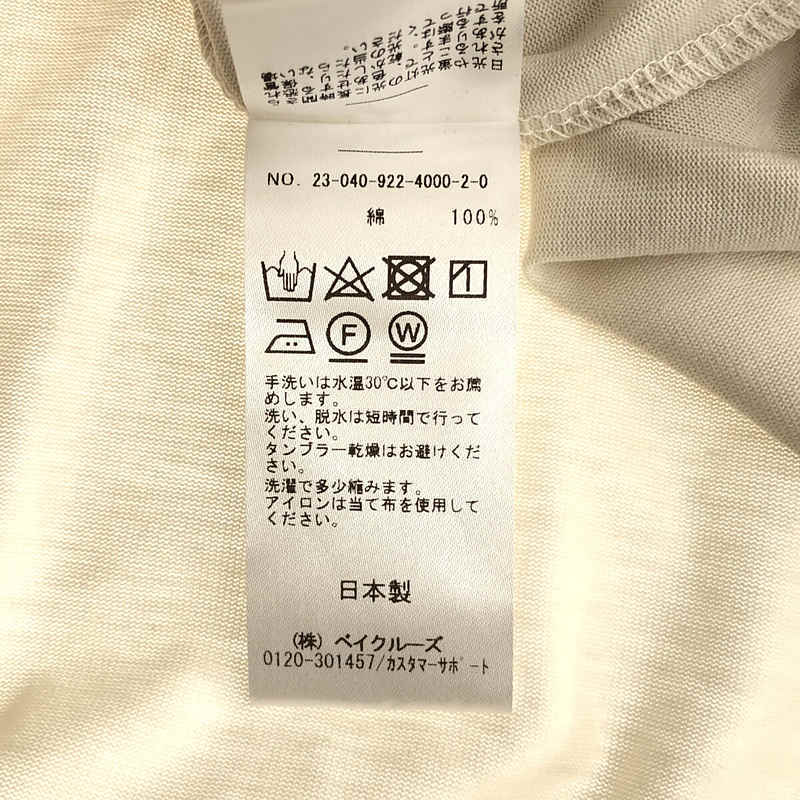 NO. 23-040-922-4000-2-0
綿 100%
F W
手洗いは水温30℃以下をお薦
めします。
洗い、脱水は短時間で行って
ください。
タンブラー乾燥はお避けくだ
さい。
洗濯で多少縮みます。
アイロンは当て布を使用して
ください。
日本製
(株) ベイクルーズ
0120-301457/カスタマーサポート